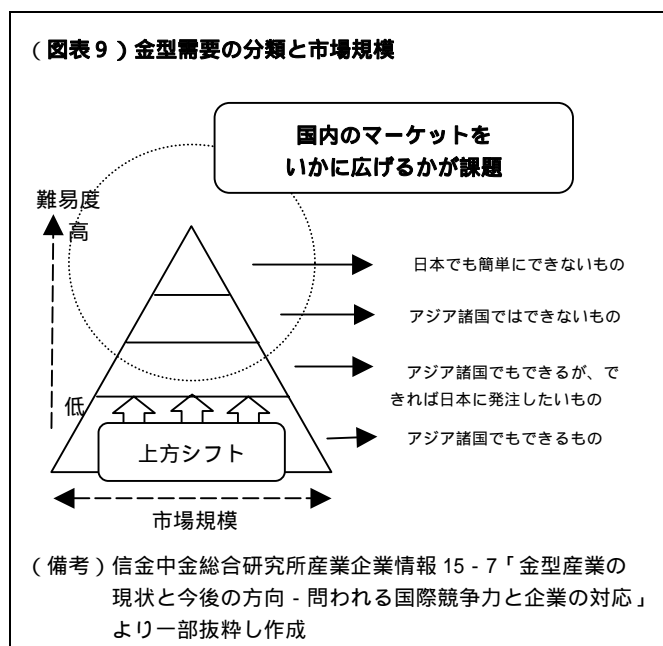 （図表９）金型需要の分類と市場規模
国内のマーケットを
いかに広げるかが課題
難易度
高
日本でも簡単にできないもの
アジア諸国ではできないもの
アジア諸国でもできるが、で
きれば日本に発注したいもの
低
アジア諸国でもできるもの
上方シフト
市場規模
（備考）信金中金総合研究所産業企業情報 15‐7「金型産業の
現状と今後の方向‐問われる国際競争力と企業の対応」
より一部抜粋し作成